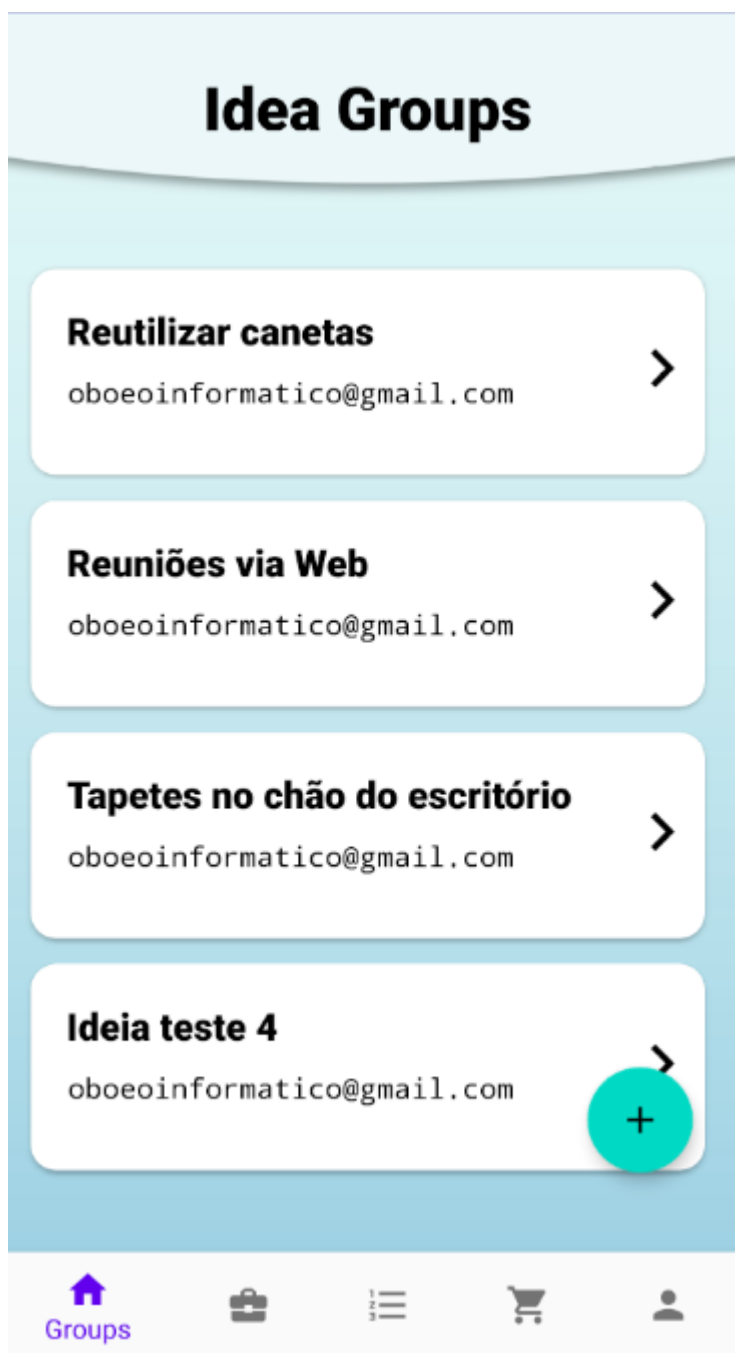 Idea Groups
Reutilizar canetas
oboeoinformatico@gmail.com
Reuniões via Web
oboeoinformatico@gmail.com
Tapetes no chão do escritório
oboeoinformatico@gmail.com
Ideia teste 4
oboeoinformatico@gmail.com
+
Groups